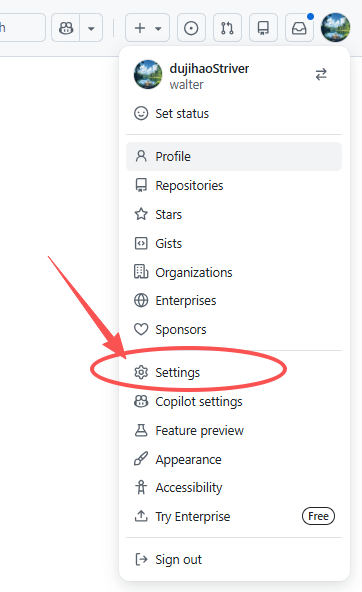 dujihaoStriver
walter
Set status
Profile
Repositories
Stars
Gists
Organizations
Enterprises
Sponsors
Settings
Copilot settings
Feature preview
Appearance
Accessibility
Try Enterprise Free
Sign out